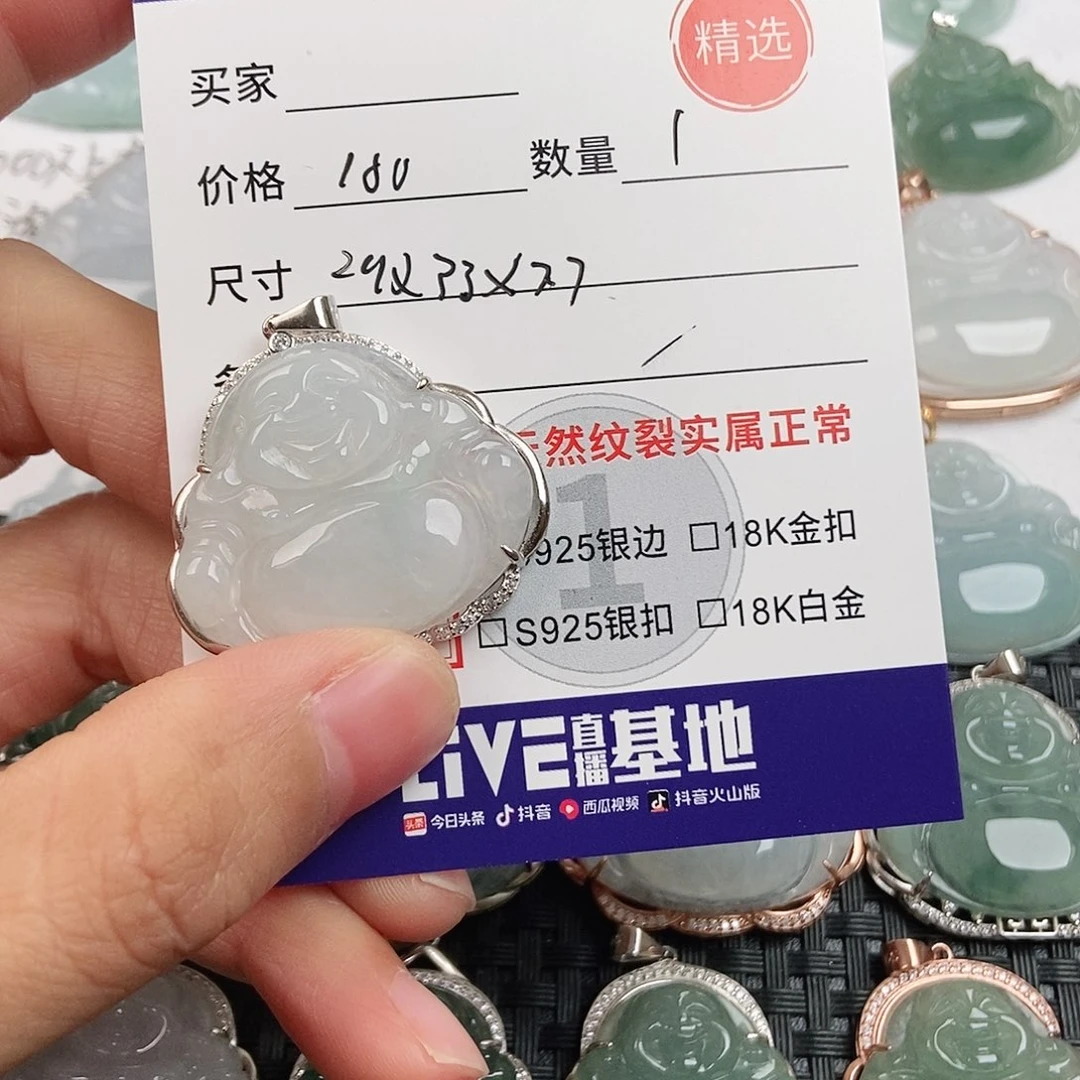 精选
买家
价格 180 数量 1
尺寸
天然纹裂实属正常
S925银边 □18K金扣
□S925银扣 □18K白金
LIVE直播基地
头条 今日头条 抖音 西瓜视频 抖音火山版